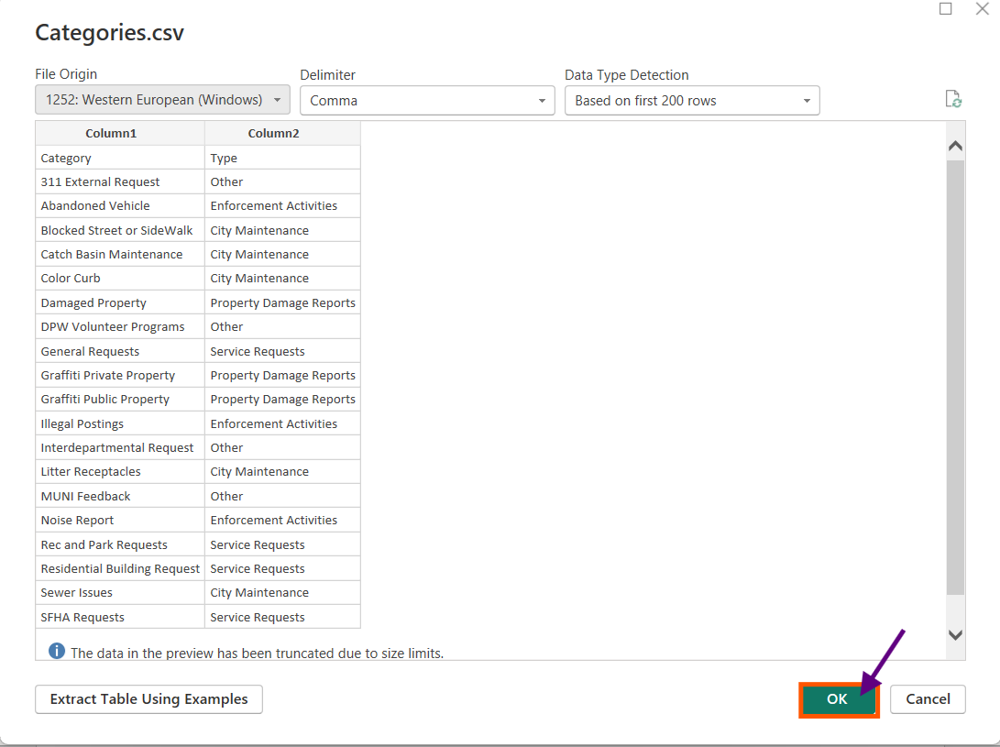 Categories.csv
File Origin Delimiter Data Type Detection
1252: Western European (Windows) Comma Based on first 200 rows
Column1 Column2
Category Type
311 External Request Other
Abandoned Vehicle Enforcement Activities
Blocked Street or SideWalk City Maintenance
Catch Basin Maintenance City Maintenance
Color Curb City Maintenance
Damaged Property Property Damage Reports
DPW Volunteer Programs Other
General Requests Service Requests
Graffiti Private Property Property Damage Reports
Graffiti Public Property Property Damage Reports
Illegal Postings Enforcement Activities
Interdepartmental Request Other
Litter Receptacles City Maintenance
MUNI Feedback Other
Noise Report Enforcement Activities
Rec and Park Requests Service Requests
Residential Building Request Service Requests
Sewer Issues City Maintenance
SFHA Requests Service Requests
The data in the preview has been truncated due to size limits.
Extract Table Using Examples OK Cancel